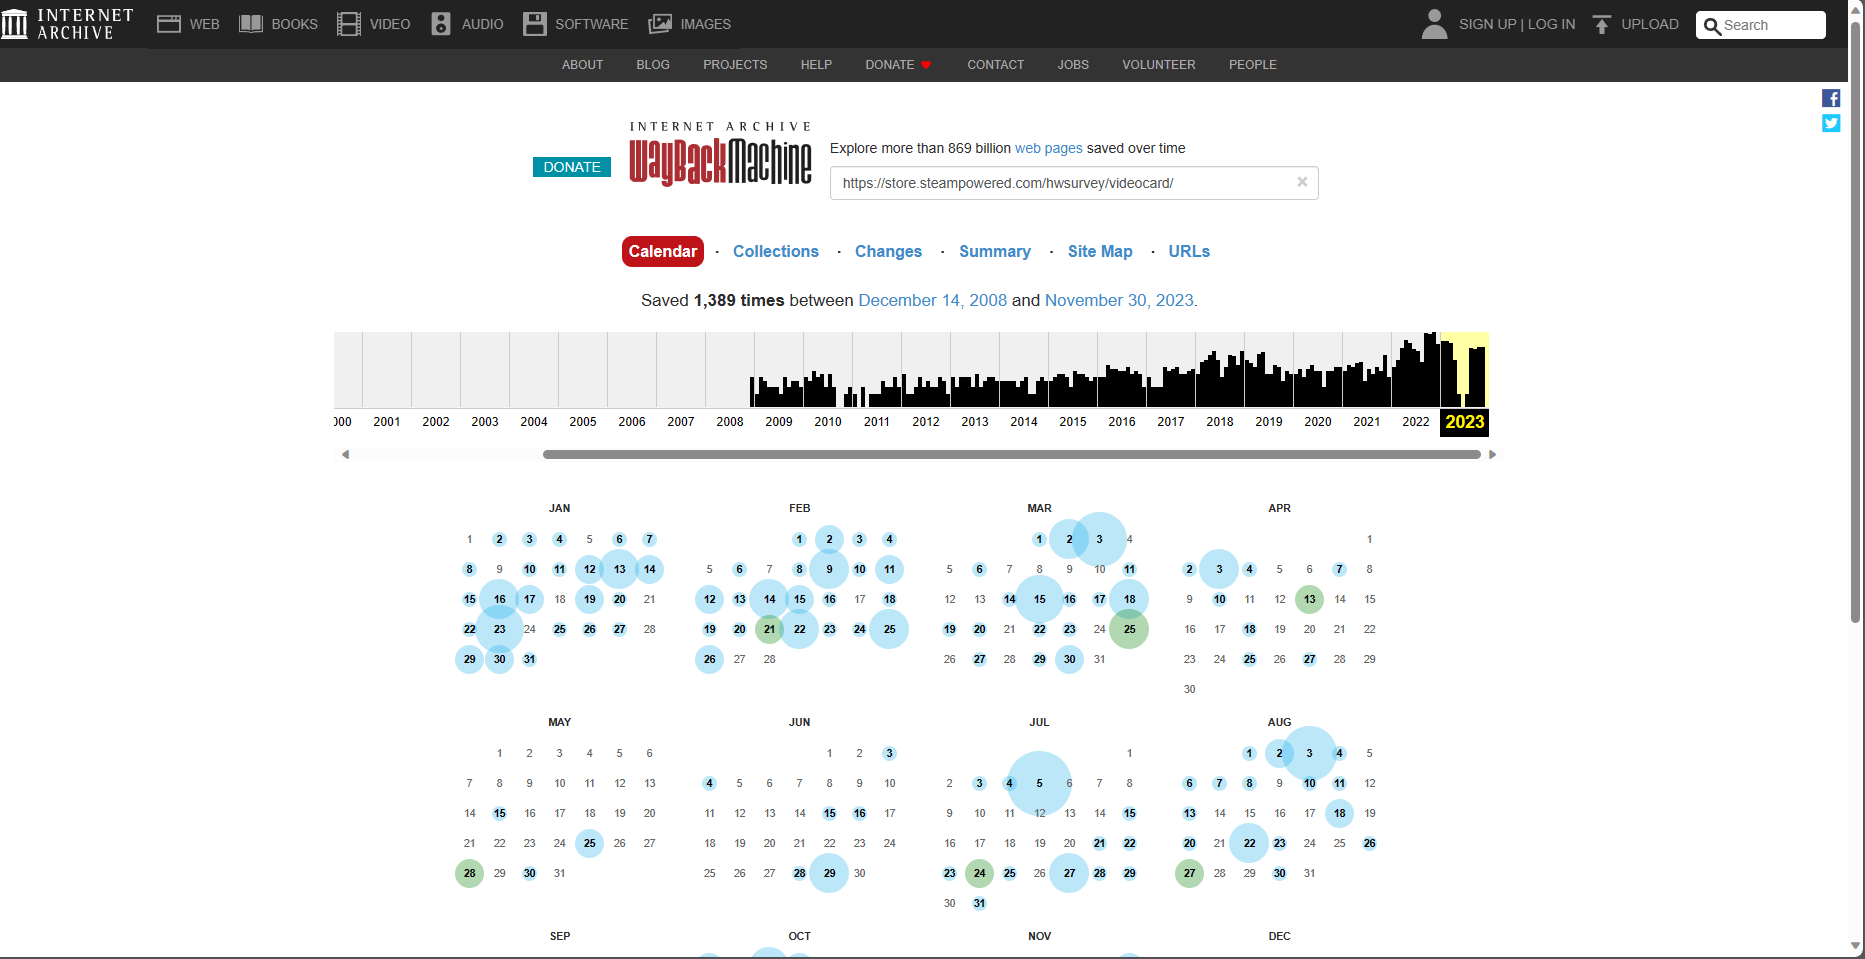 INTERNET ARCHIVE
WEB BOOKS VIDEO AUDIO SOFTWARE IMAGES
SIGN UP | LOG IN UPLOAD Search
ABOUT BLOG PROJECTS HELP DONATE CONTACT JOBS VOLUNTEER PEOPLE
DONATE
INTERNET ARCHIVE
WayBackMachine
Explore more than 869 billion web pages saved over time
https://store.steampowered.com/hwsurvey/videocard/
Calendar · Collections · Changes · Summary · Site Map · URLs
Saved 1,389 times between December 14, 2008 and November 30, 2023.
2001 2002 2003 2004 2005 2006 2007 2008 2009 2010 2011 2012 2013 2014 2015 2016 2017 2018 2019 2020 2021 2022 2023
JAN
1 2 3 4 5 6 7
8 9 10 11 12 13 14
15 16 17 18 19 20 21
22 23 24 25 26 27 28
29 30 31
FEB
1 2 3 4
5 6 7 8 9 10 11
12 13 14 15 16 17 18
19 20 21 22 23 24 25
26 27 28
MAR
1 2 3 4
5 6 7 8 9 10 11
12 13 14 15 16 17 18
19 20 21 22 23 24 25
26 27 28 29 30 31
APR
1
2 3 4 5 6 7 8
9 10 11 12 13 14 15
16 17 18 19 20 21 22
23 24 25 26 27 28 29
30
MAY
1 2 3 4 5 6
7 8 9 10 11 12 13
14 15 16 17 18 19 20
21 22 23 24 25 26 27
28 29 30 31
JUN
1 2 3
4 5 6 7 8 9 10
11 12 13 14 15 16 17
18 19 20 21 22 23 24
25 26 27 28 29 30
JUL
1
2 3 4 5 6 7 8
9 10 11 12 13 14 15
16 17 18 19 20 21 22
23 24 25 26 27 28 29
30 31
AUG
1 2 3 4 5
6 7 8 9 10 11 12
13 14 15 16 17 18 19
20 21 22 23 24 25 26
27 28 29 30 31
SEP OCT NOV DEC